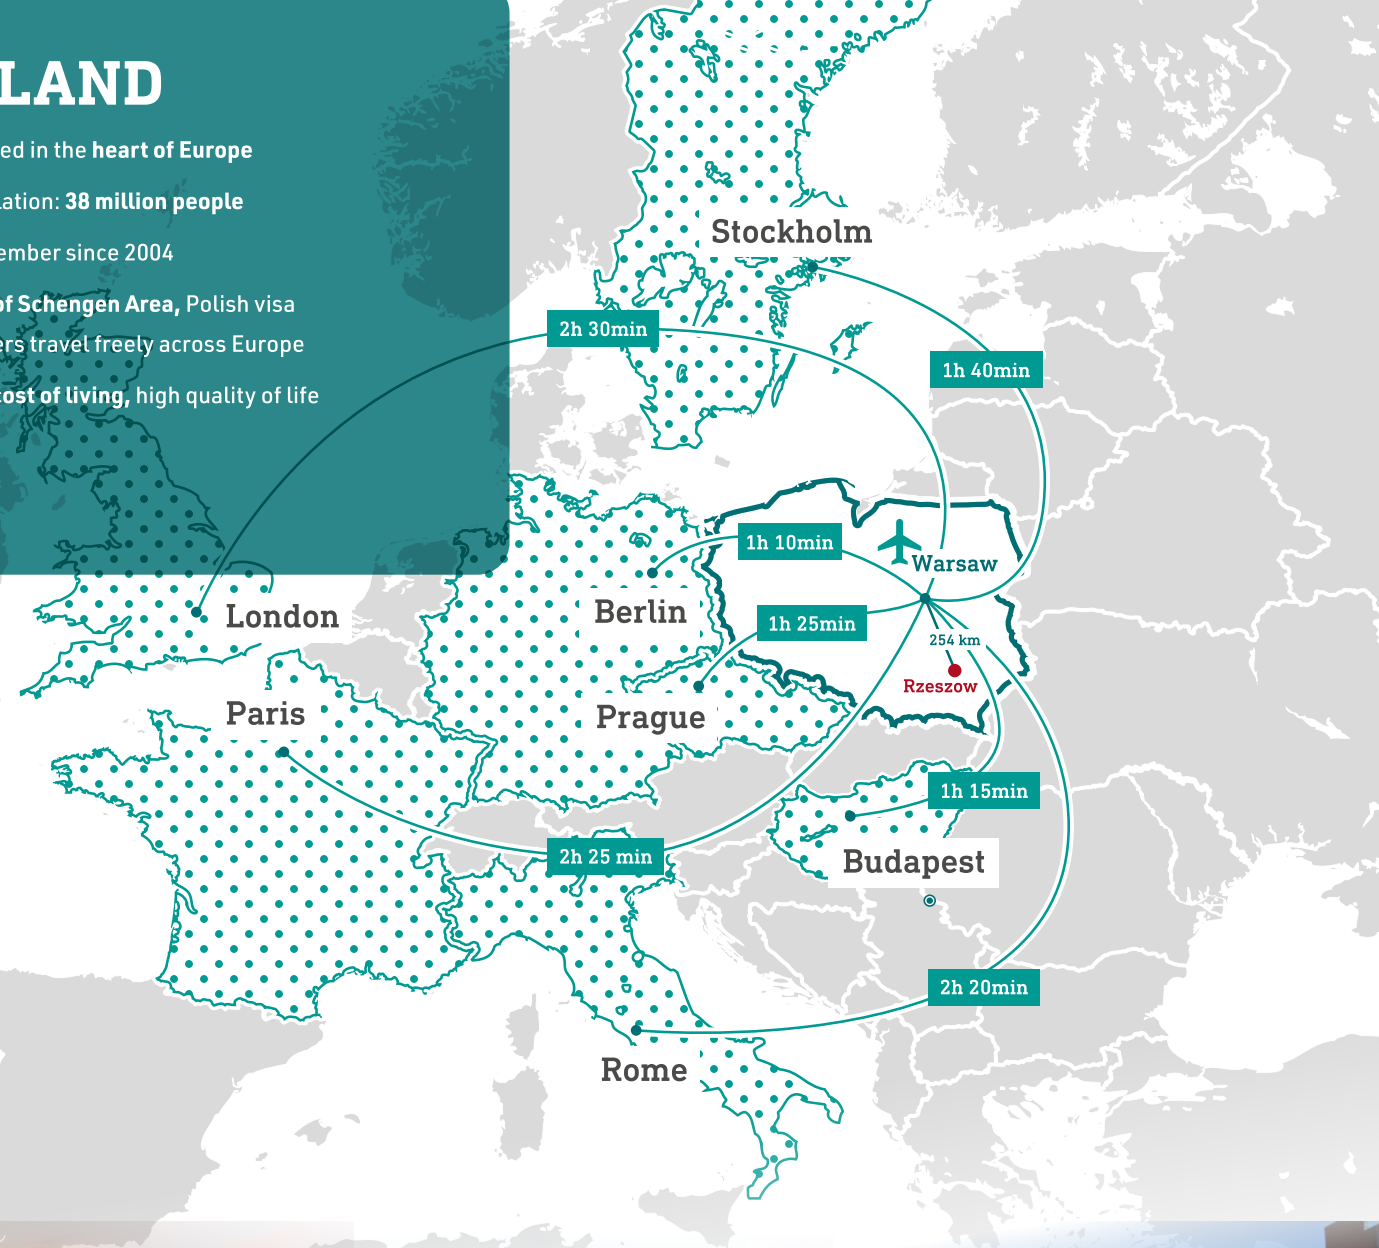 LAND
ed in the heart of Europe
lation: 38 million people
ember since 2004
of Schengen Area, Polish visa
ers travel freely across Europe
cost of living, high quality of life
Stockholm
2h 30min
1h 40min
1h 10min
Warsaw
London
Berlin
1h 25min
254 km
Rzeszow
Paris
Prague
1h 15min
2h 25 min
Budapest
2h 20min
Rome